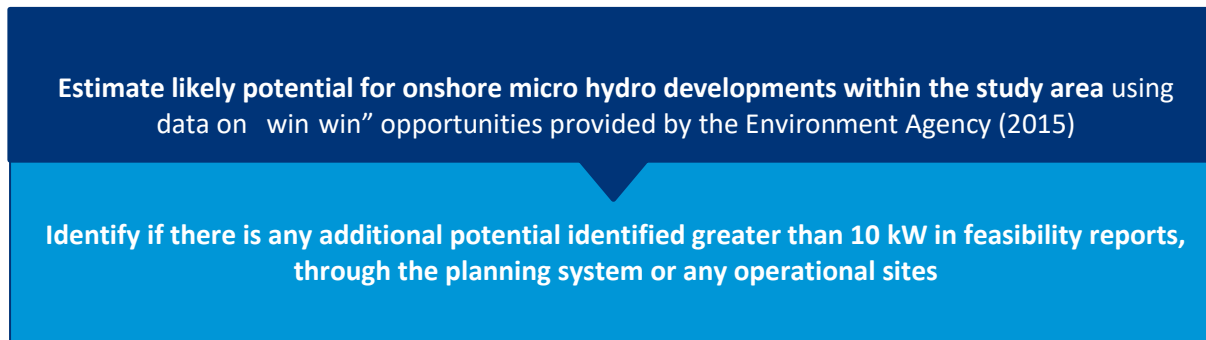 Estimate likely potential for onshore micro hydro developments within the study area using
data on win win” opportunities provided by the Environment Agency (2015)
Identify if there is any additional potential identified greater than 10 kW in feasibility reports,
through the planning system or any operational sites